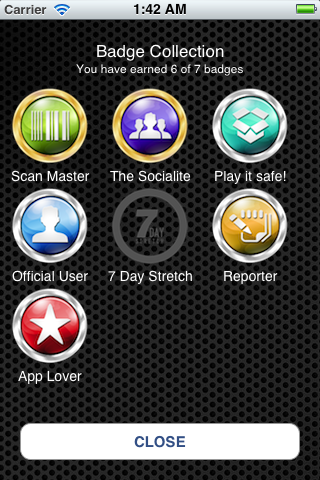 Carrier 1:42 AM
Badge Collection
You have earned 6 of 7 badges
Scan Master The Socialite Play it safe!
7
DAY
Official User 7 Day Stretch Reporter
App Lover
CLOSE